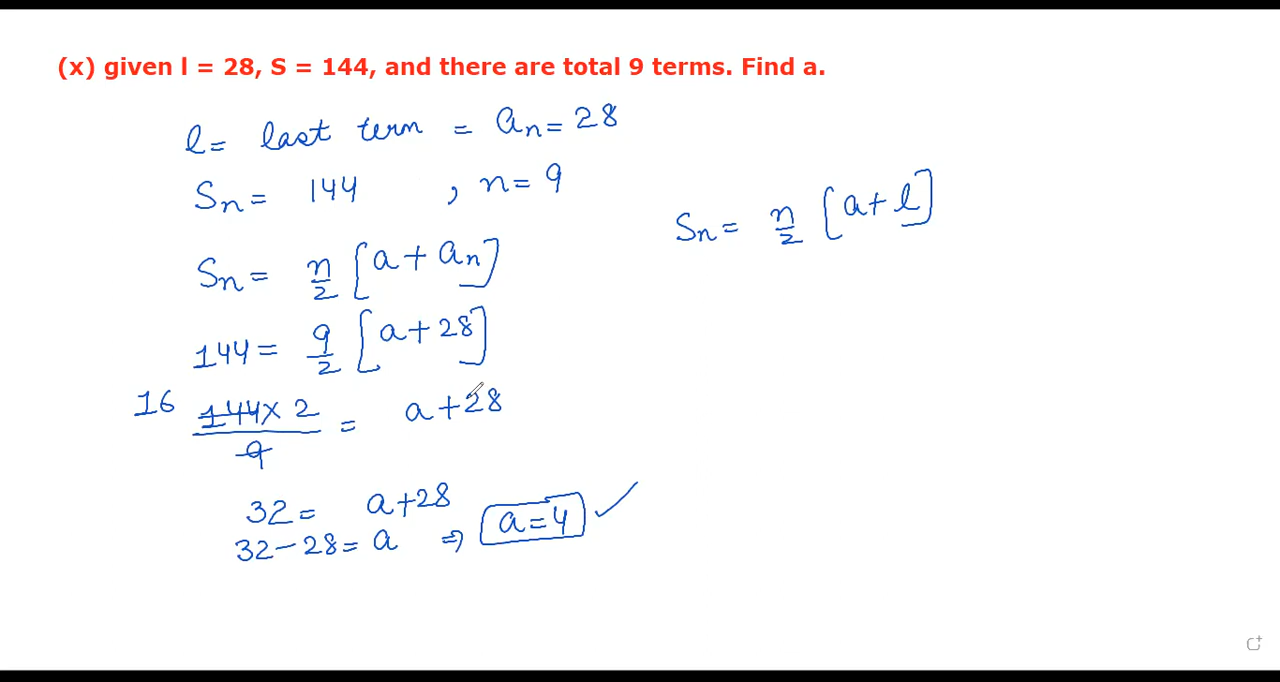 (x) given l = 28, S = 144, and there are total 9 terms. Find a.
l = last term = an = 28
Sn = 144 , n = 9
Sn = n/2 [a + l]
Sn = n/2 [a + an]
144 = 9/2 [a + 28]
16 144 × 2 / 9 = a + 28
32 = a + 28
32 - 28 = a ⇒ a = 4 ✓